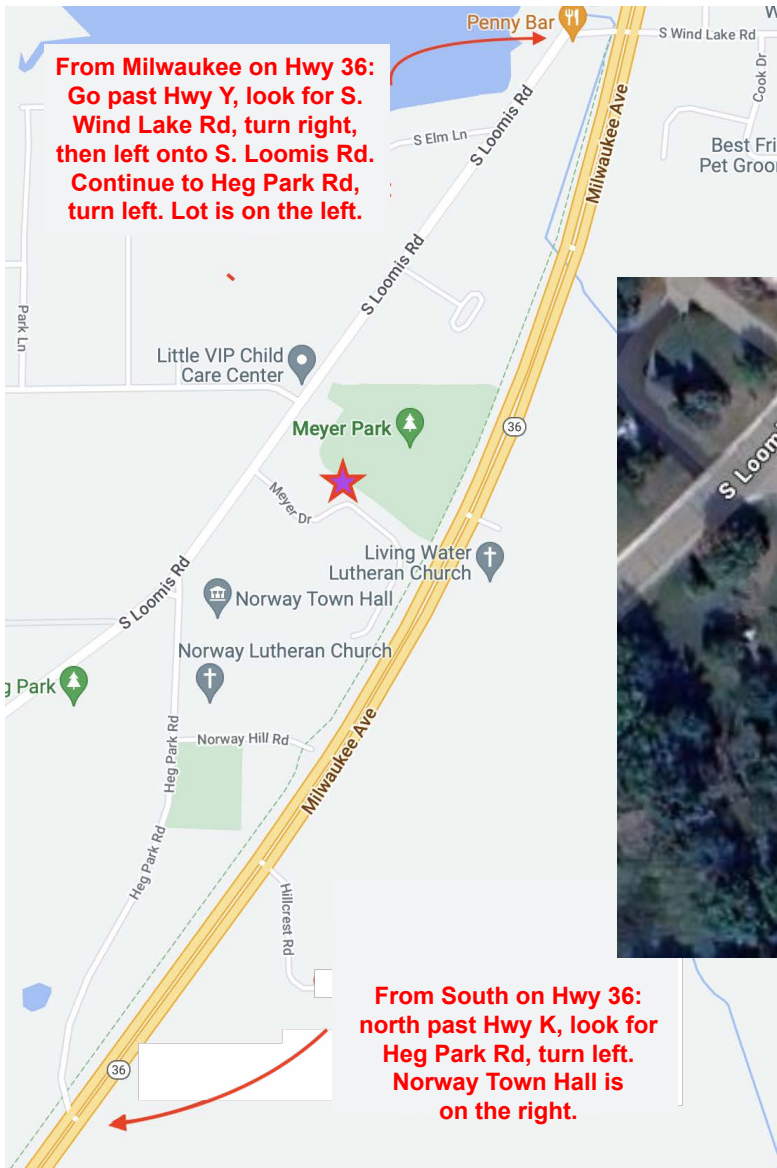 Penny Bar
S Wind Lake Rd
W
Cook Dr
From Milwaukee on Hwy 36:
Go past Hwy Y, look for S.
Wind Lake Rd, turn right,
then left onto S. Loomis Rd.
Continue to Heg Park Rd,
turn left. Lot is on the left.
S Elm Ln
S Loomis Rd
Milwaukee Ave
Best Fri
Pet Groon
S Loomis Rd
Park Ln
Little VIP Child
Care Center
S Loomi
Meyer Park
36
Meyer Dr
Living Water
Lutheran Church
S Loomis Rd
Norway Town Hall
Norway Lutheran Church
g Park
Heg Park Rd
Norway Hill Rd
Milwaukee Ave
Heg Park Rd
Hillcrest Rd
From South on Hwy 36:
north past Hwy K, look for
Heg Park Rd, turn left.
Norway Town Hall is
on the right.
36